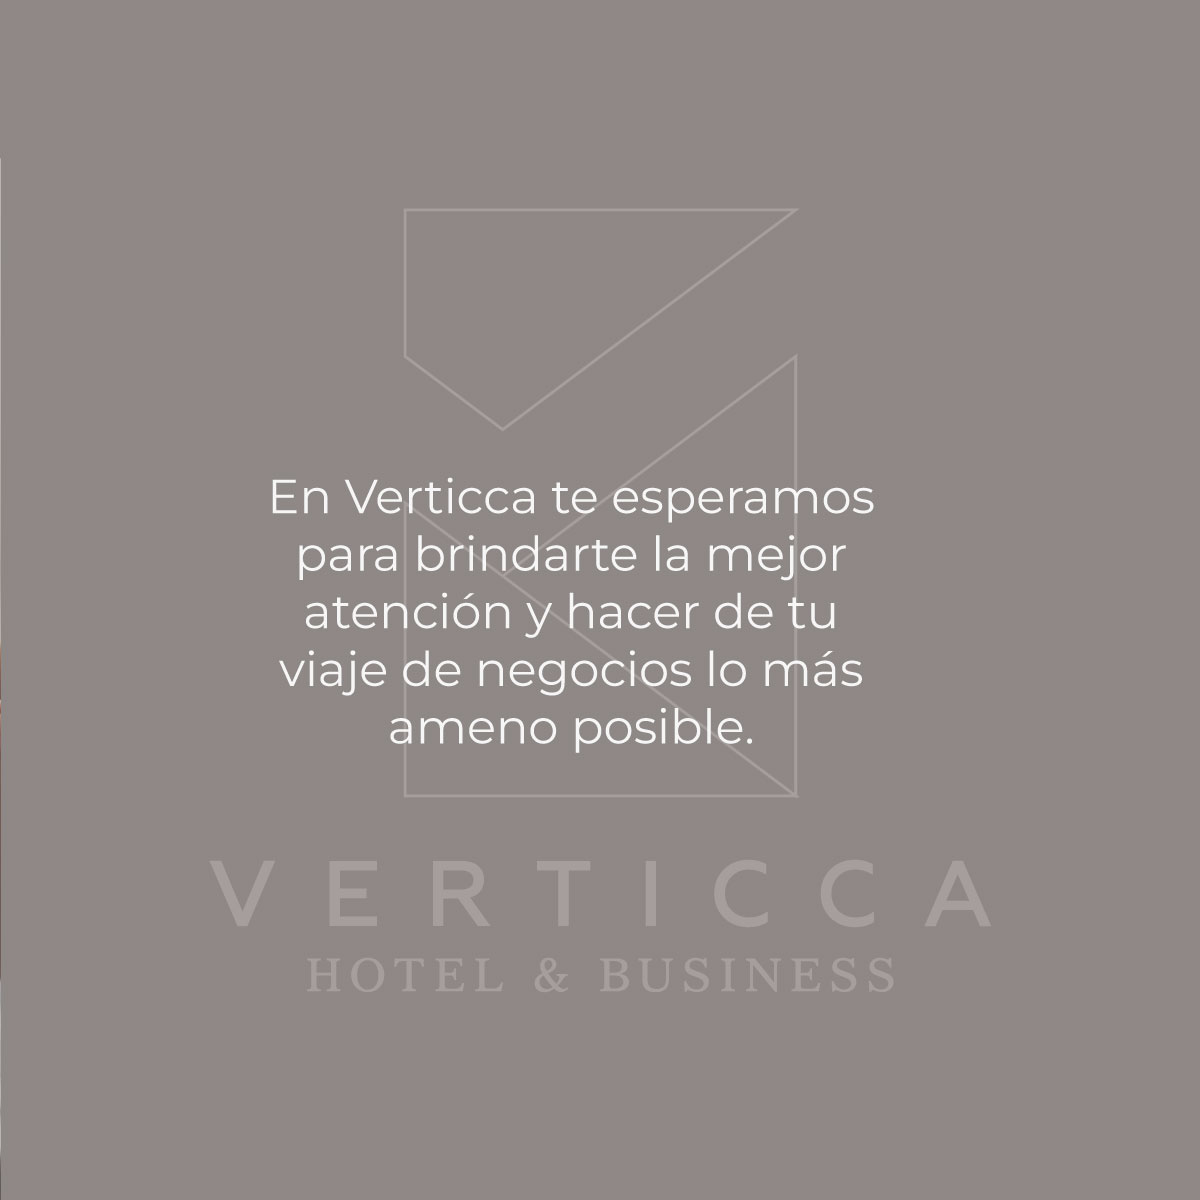 En Verticca te esperamos
para brindarte la mejor
atención y hacer de tu
viaje de negocios lo más
ameno posible.
VERTICCA
HOTEL & BUSINESS